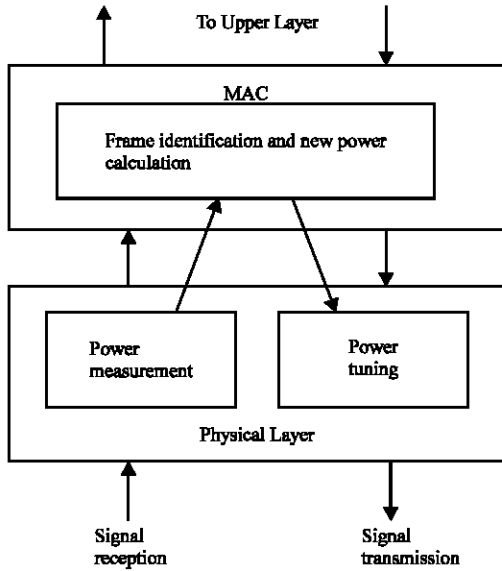 To Upper Layer
MAC
Frame identification and new power
calculation
Power
measurement
Power
tuning
Physical Layer
Signal
reception
Signal
transmission